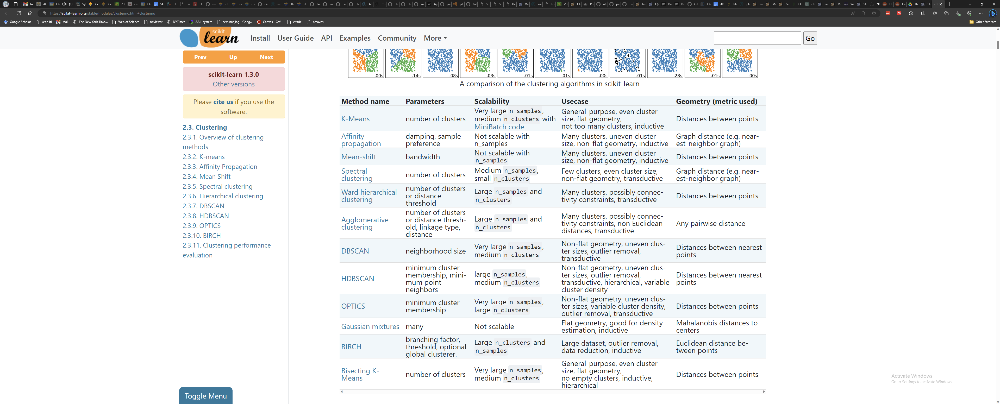 https://scikit-learn.org/stable/modules/clustering.html#clustering
Google Scholar Keep It! Mail The New York Time... Web of Science nbviewer NYTimes AAIL system seminar_log - Goog... Canvas - CMU citadel braavos Other favorites
scikit learn Install User Guide API Examples Community More Go
Prev Up Next
scikit-learn 1.3.0
Other versions
Please cite us if you use the
software.
2.3. Clustering
2.3.1. Overview of clustering
methods
2.3.2. K-means
2.3.3. Affinity Propagation
2.3.4. Mean Shift
2.3.5. Spectral clustering
2.3.6. Hierarchical clustering
2.3.7. DBSCAN
2.3.8. HDBSCAN
2.3.9. OPTICS
2.3.10. BIRCH
2.3.11. Clustering performance
evaluation
Toggle Menu
.00s .14s .08s .03s .01s .01s .00s .01s .28s .01s .00s
A comparison of the clustering algorithms in scikit-learn
Method name Parameters Scalability Usecase Geometry (metric used)
K-Means
number of clusters
Very large n_samples,
medium n_clusters with
MiniBatch code
General-purpose, even cluster
size, flat geometry,
not too many clusters, inductive
Distances between points
Affinity
propagation
damping, sample
preference
Not scalable with
n_samples
Many clusters, uneven cluster
size, non-flat geometry, inductive
Graph distance (e.g. near-
est-neighbor graph)
Mean-shift
bandwidth
Not scalable with
n_samples
Many clusters, uneven cluster
size, non-flat geometry, inductive
Distances between points
Spectral
clustering
number of clusters
Medium n_samples,
small n_clusters
Few clusters, even cluster size,
non-flat geometry, transductive
Graph distance (e.g. near-
est-neighbor graph)
Ward hierarchical
clustering
number of clusters
or distance
threshold
Large n_samples and
n_clusters
Many clusters, possibly connec-
tivity constraints, transductive
Distances between points
Agglomerative
clustering
number of clusters
or distance thresh-
old, linkage type,
distance
Large n_samples and
n_clusters
Many clusters, possibly connec-
tivity constraints, non Euclidean
distances, transductive
Any pairwise distance
DBSCAN
neighborhood size
Very large n_samples,
medium n_clusters
Non-flat geometry, uneven clus-
ter sizes, outlier removal,
transductive
Distances between nearest
points
HDBSCAN
minimum cluster
membership, mini-
mum point
neighbors
large n_samples,
medium n_clusters
Non-flat geometry, uneven clus-
ter sizes, outlier removal,
transductive, hierarchical, variable
cluster density
Distances between nearest
points
OPTICS
minimum cluster
membership
Very large n_samples,
large n_clusters
Non-flat geometry, uneven clus-
ter sizes, variable cluster density,
outlier removal, transductive
Distances between points
Gaussian mixtures
many
Not scalable
Flat geometry, good for density
estimation, inductive
Mahalanobis distances to
centers
BIRCH
branching factor,
threshold, optional
global clusterer.
Large n_clusters and
n_samples
Large dataset, outlier removal,
data reduction, inductive
Euclidean distance be-
tween points
Bisecting K-
Means
number of clusters
Very large n_samples,
medium n_clusters
General-purpose, even cluster
size, flat geometry,
no empty clusters, inductive,
hierarchical
Distances between points
Activate Windows
Go to Settings to activate Windows.